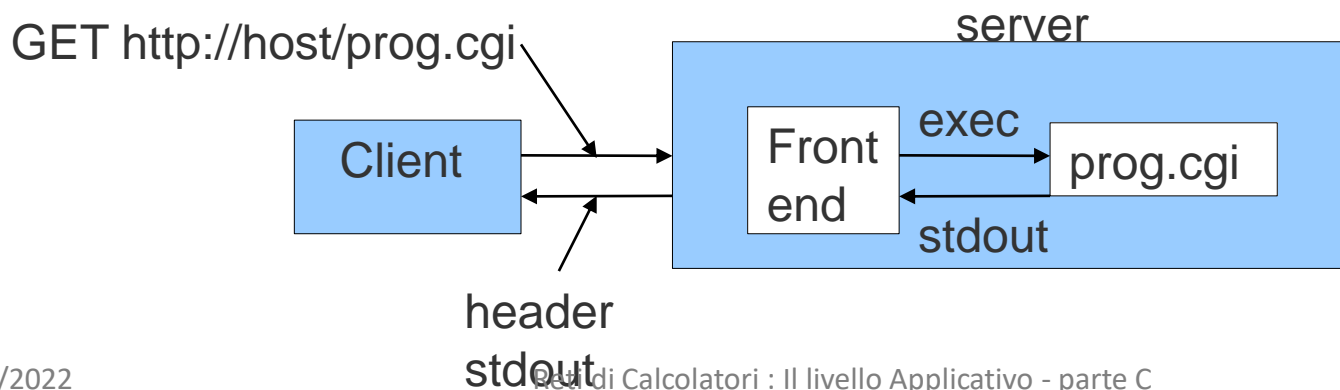 server
GET http://host/prog.cgi
Client
Front
end
exec
prog.cgi
stdout
header
stdout
/2022
Reti di Calcolatori : Il livello Applicativo - parte C